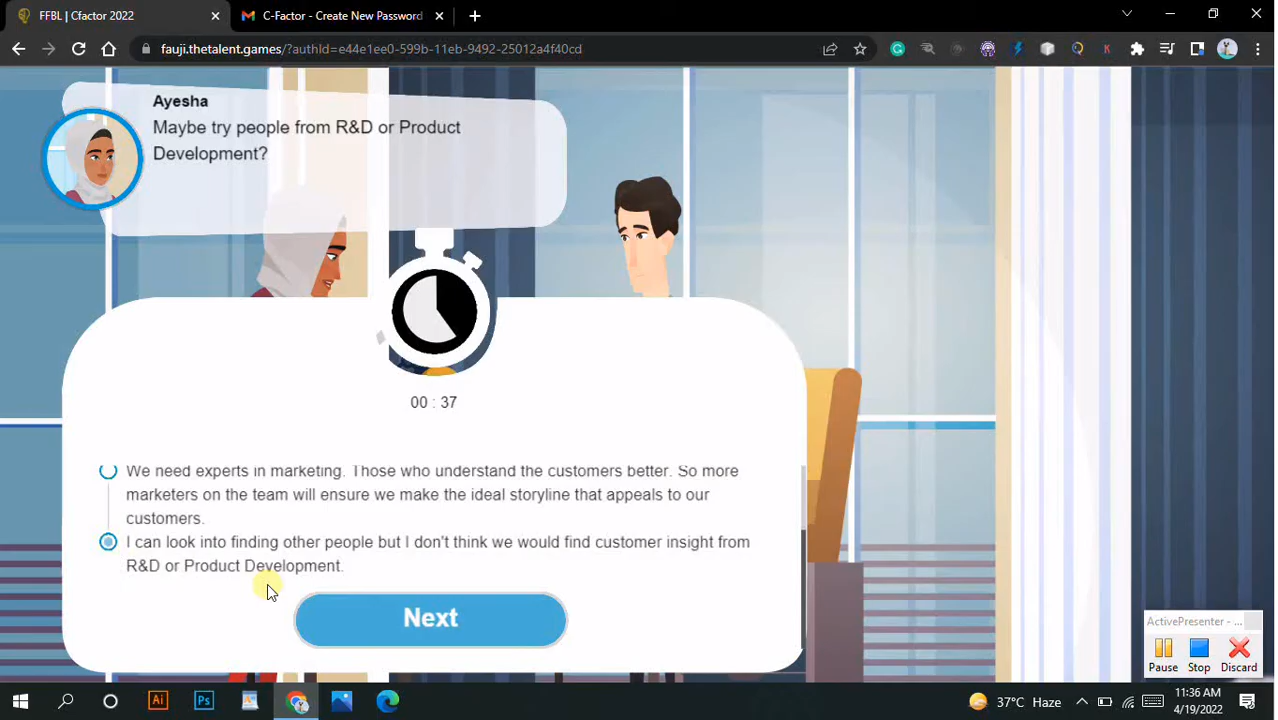 FFBL | Cfactor 2022
C-Factor - Create New Password
fauji.thetalent.games/?authId=e44e1ee0-599b-11eb-9492-25012a4f40cd
Ayesha
Maybe try people from R&D or Product
Development?
00 : 37
We need experts in marketing. Those who understand the customers better. So more
marketers on the team will ensure we make the ideal storyline that appeals to our
customers.
I can look into finding other people but I don't think we would find customer insight from
R&D or Product Development.
Next
ActivePresenter - ...
Pause Stop Discard
Ai Ps
37°C Haze
11:36 AM
4/19/2022